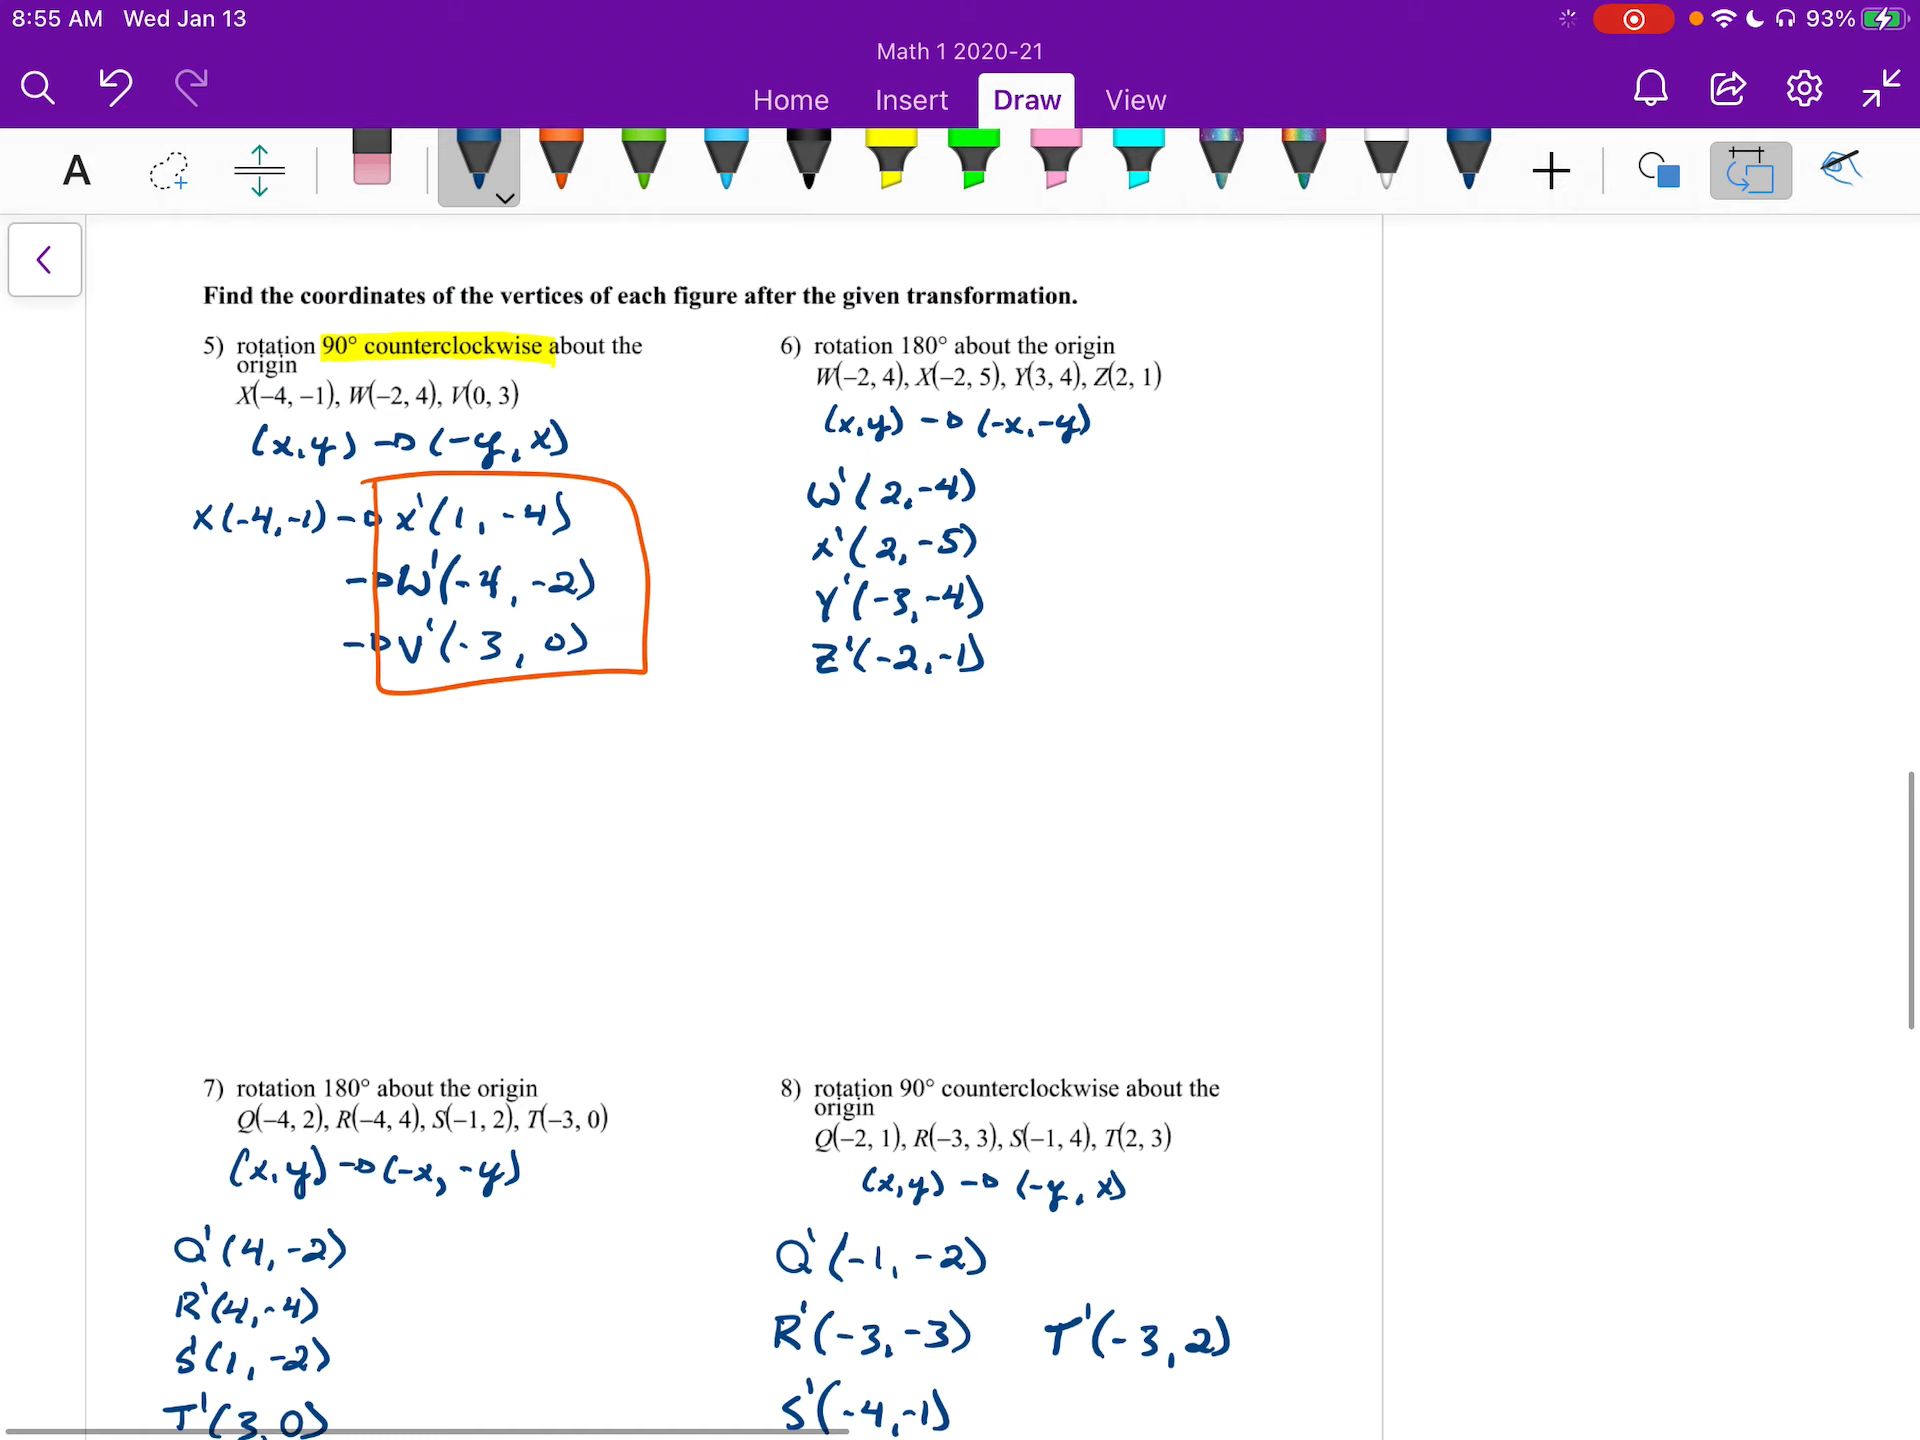 8:55 AM Wed Jan 13
93%
Math 1 2020-21
Home Insert Draw View
A
Find the coordinates of the vertices of each figure after the given transformation.
5) rotation 90° counterclockwise about the
origin
X(−4, −1), W(−2, 4), V(0, 3)
(x,y) → (-y, x)
X(-4,-1) → X'(1, -4)
→ W'(-4, -2)
→ V'(-3, 0)
6) rotation 180° about the origin
W(−2, 4), X(−2, 5), Y(3, 4), Z(2, 1)
(x,y) → (-x,-y)
W'(2,-4)
X'(2,-5)
Y'(-3,-4)
Z'(-2,-1)
7) rotation 180° about the origin
Q(−4, 2), R(−4, 4), S(−1, 2), T(−3, 0)
(x,y) → (-x, -y)
Q'(4,-2)
R'(4,-4)
S'(1,-2)
T'(3,0)
8) rotation 90° counterclockwise about the
origin
Q(−2, 1), R(−3, 3), S(−1, 4), T(2, 3)
(x,y) → (-y, x)
Q'(-1, -2)
R'(-3,-3) T'(-3,2)
S'(-4,-1)